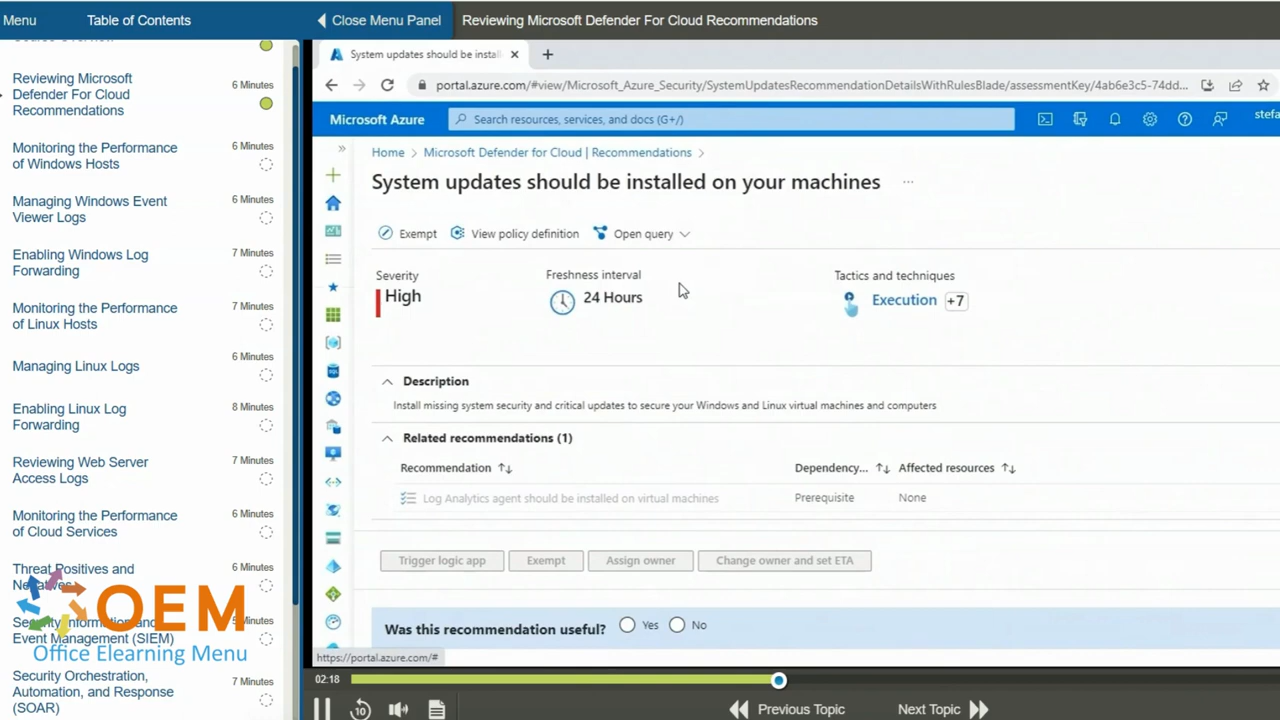 Menu
Table of Contents
Close Menu Panel
Reviewing Microsoft Defender For Cloud Recommendations
Reviewing Microsoft
Defender For Cloud
Recommendations
6 Minutes
Monitoring the Performance
of Windows Hosts
6 Minutes
Managing Windows Event
Viewer Logs
6 Minutes
Enabling Windows Log
Forwarding
7 Minutes
Monitoring the Performance
of Linux Hosts
7 Minutes
Managing Linux Logs
6 Minutes
Enabling Linux Log
Forwarding
8 Minutes
Reviewing Web Server
Access Logs
7 Minutes
Monitoring the Performance
of Cloud Services
6 Minutes
Threat Positives and
6 Minutes
OEM
Office Elearning Menu
Event Management (SIEM)
Minutes
Security Orchestration,
Automation, and Response
(SOAR)
7 Minutes
System updates should be instal
portal.azure.com/#view/Microsoft_Azure_Security/SystemUpdatesRecommendationDetailsWithRulesBlade/assessmentKey/4ab6e3c5-74dd...
Microsoft Azure
Search resources, services, and docs (G+/)
stefa
Home > Microsoft Defender for Cloud | Recommendations >
System updates should be installed on your machines ...
Exempt
View policy definition
Open query
Severity
High
Freshness interval
24 Hours
Tactics and techniques
Execution +7
Description
Install missing system security and critical updates to secure your Windows and Linux virtual machines and computers
Related recommendations (1)
Recommendation
Dependency...
Affected resources
Log Analytics agent should be installed on virtual machines
Prerequisite
None
Trigger logic app
Exempt
Assign owner
Change owner and set ETA
Was this recommendation useful? Yes No
https://portal.azure.com/#
02:18
10
Previous Topic
Next Topic